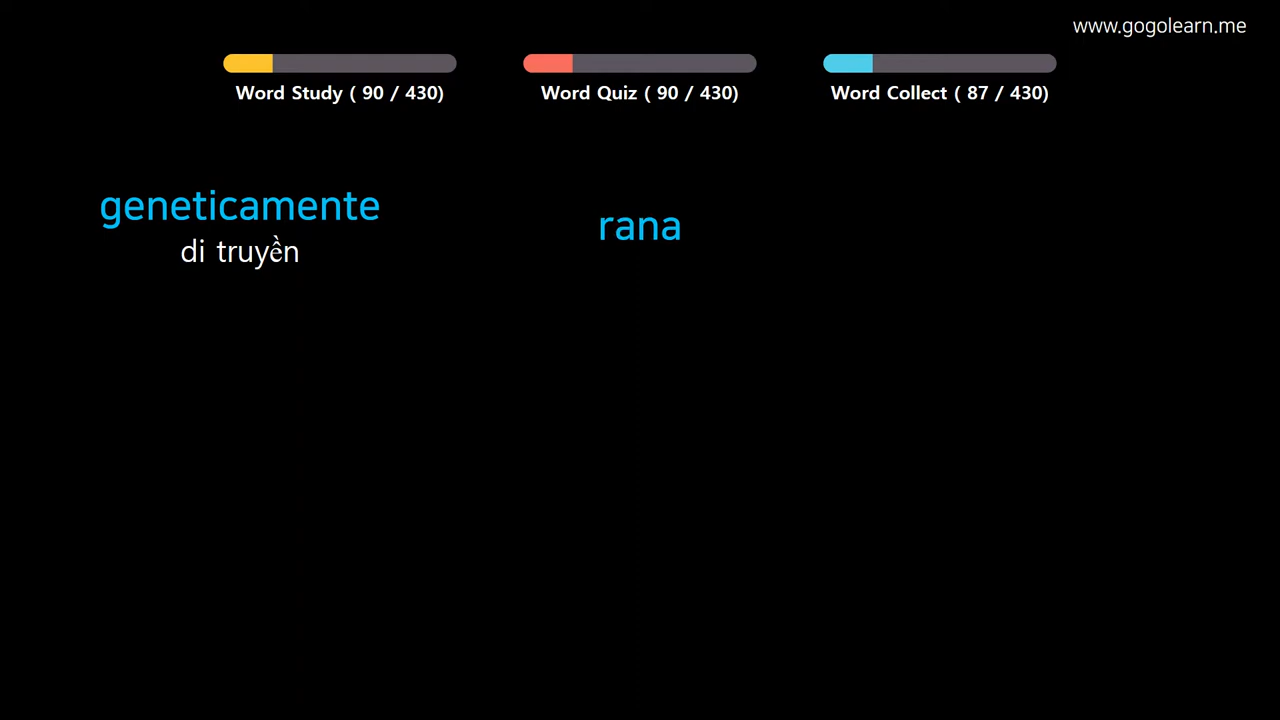 www.gogolearn.me
Word Study ( 90 / 430)
Word Quiz ( 90 / 430)
Word Collect ( 87 / 430)
geneticamente
di truyền
rana